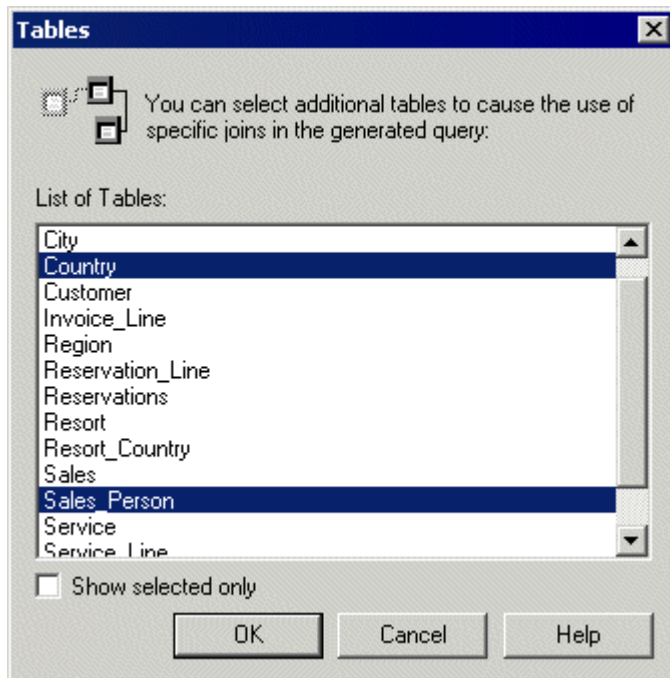 Tables
You can select additional tables to cause the use of
specific joins in the generated query:
List of Tables:
City
Country
Customer
Invoice_Line
Region
Reservation_Line
Reservations
Resort
Resort_Country
Sales
Sales_Person
Service
Service_Line
Show selected only
OK
Cancel
Help